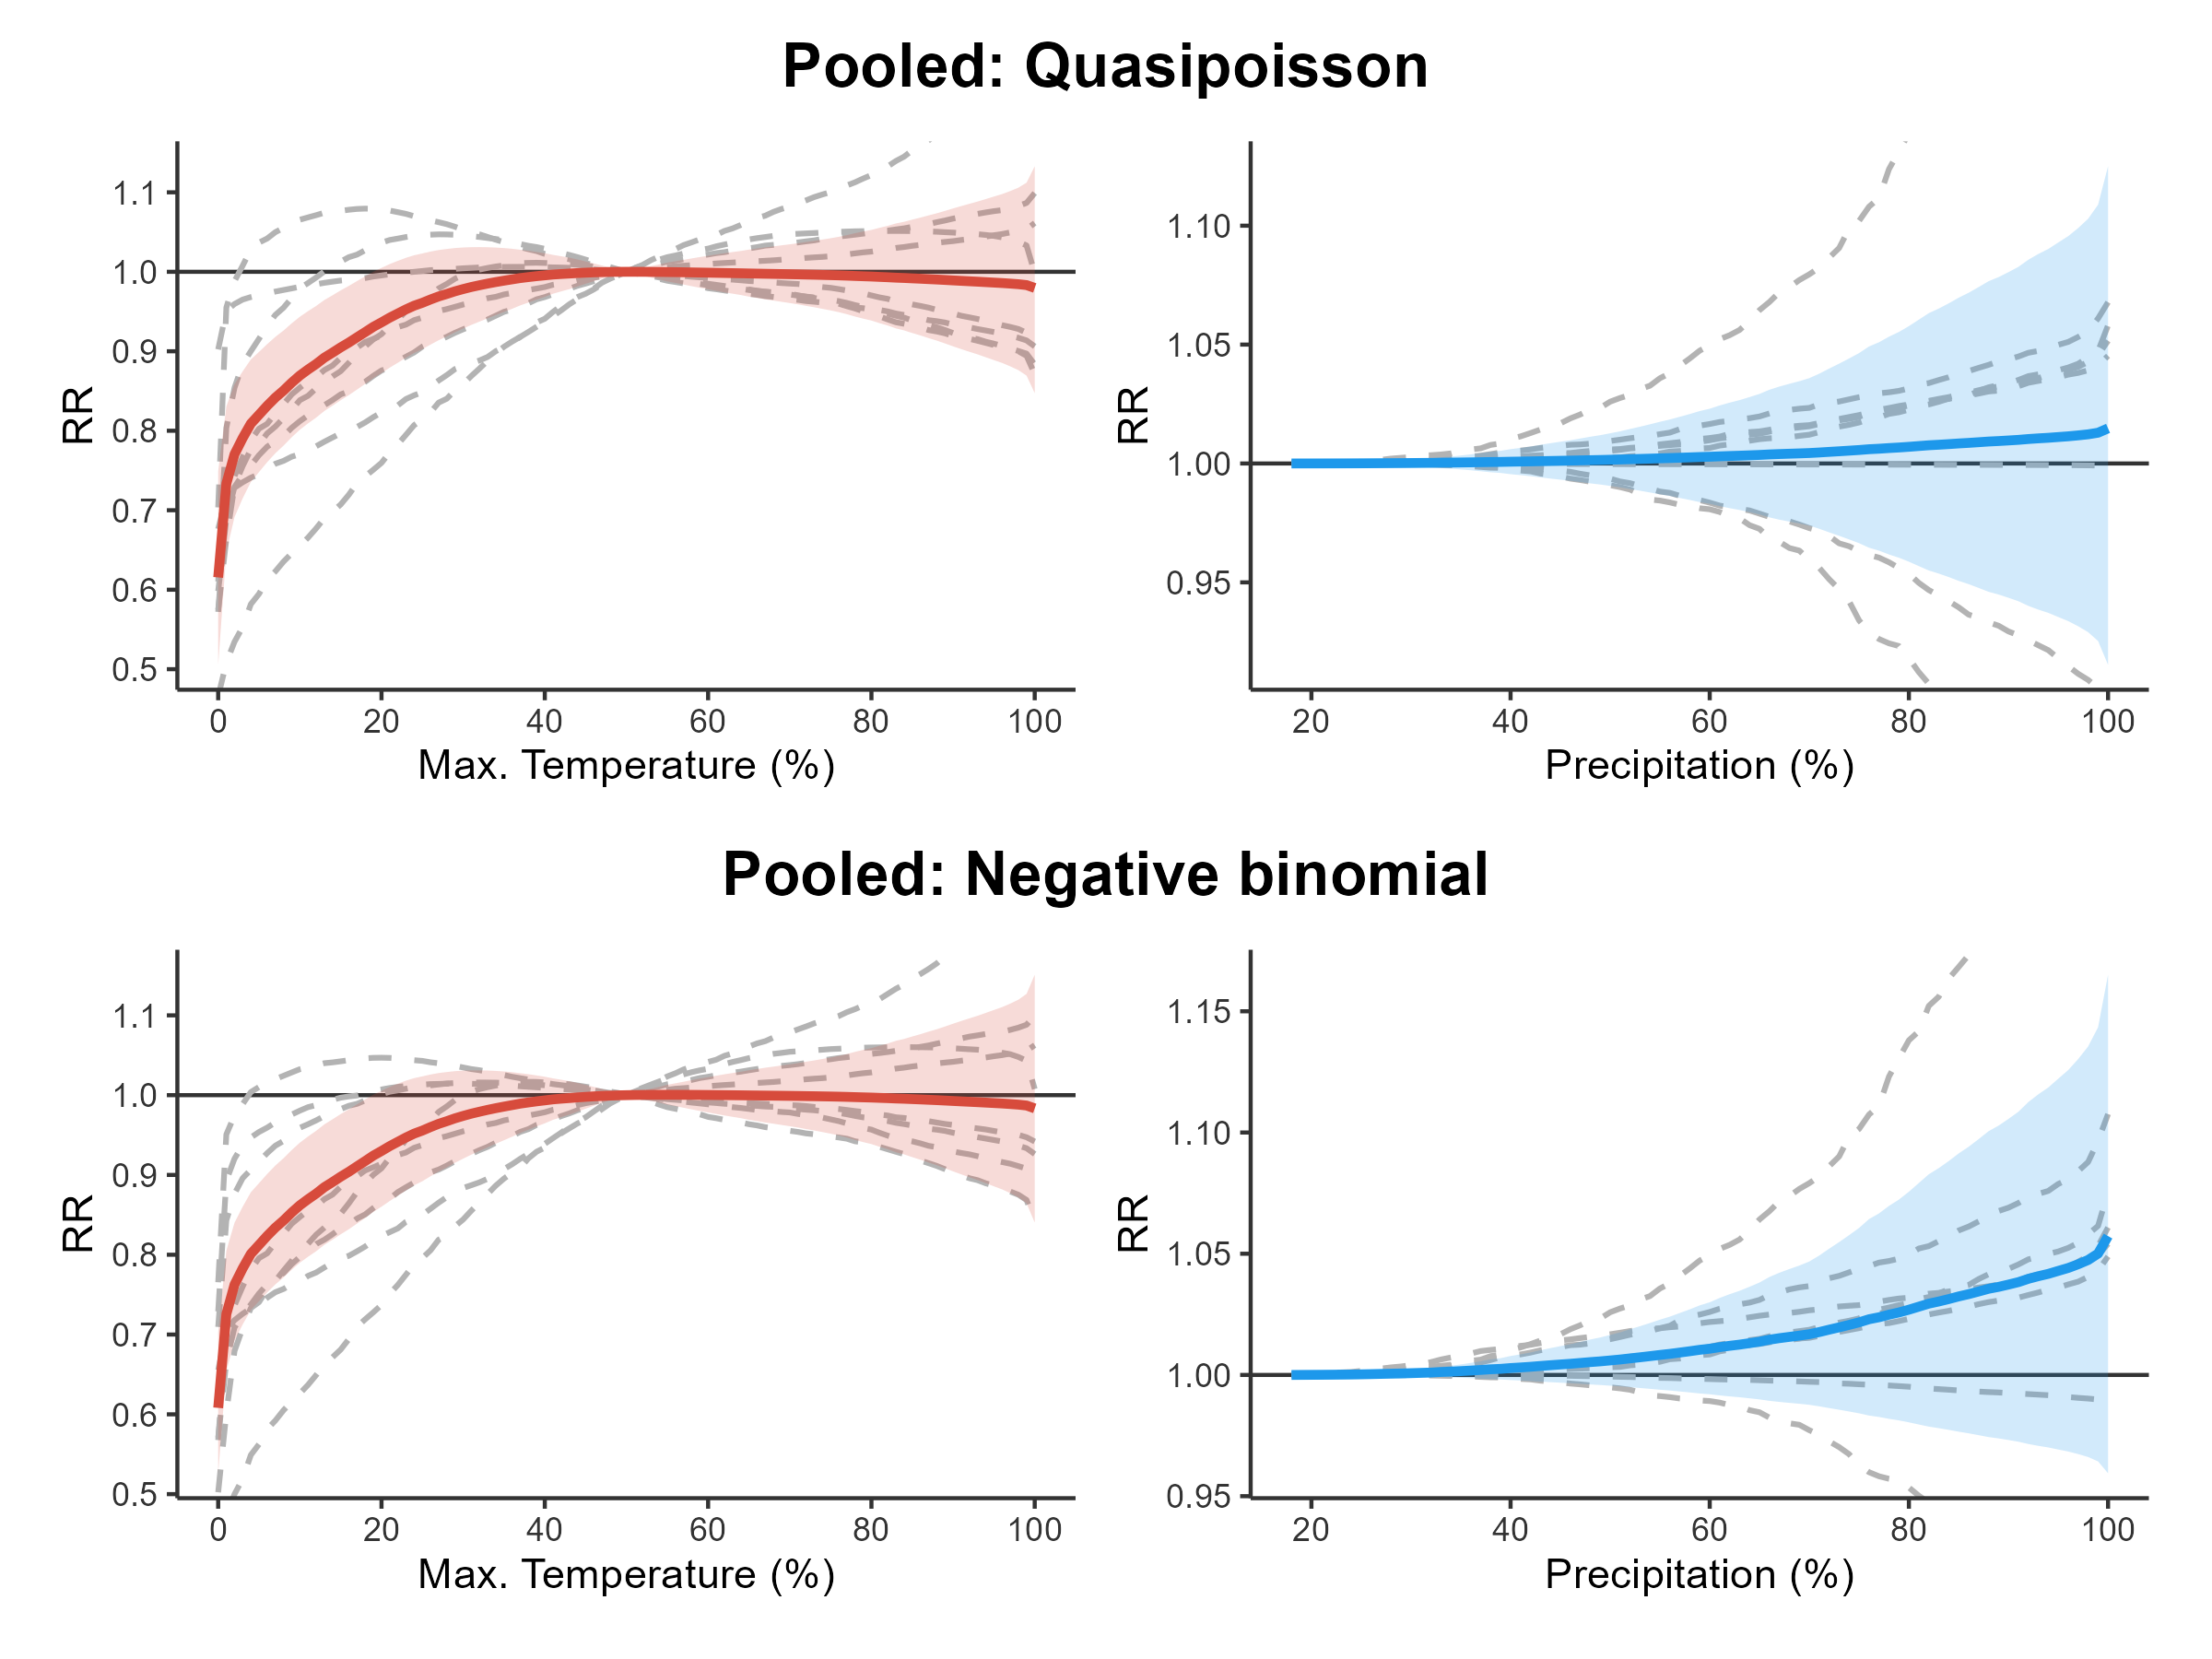 Pooled: Quasipoisson
1.1
1.0
0.9
0.8
0.7
0.6
0.5
RR
0 20 40 60 80 100
Max. Temperature (%)
1.10
1.05
1.00
0.95
RR
20 40 60 80 100
Precipitation (%)
Pooled: Negative binomial
1.1
1.0
0.9
0.8
0.7
0.6
0.5
RR
0 20 40 60 80 100
Max. Temperature (%)
1.15
1.10
1.05
1.00
0.95
RR
20 40 60 80 100
Precipitation (%)